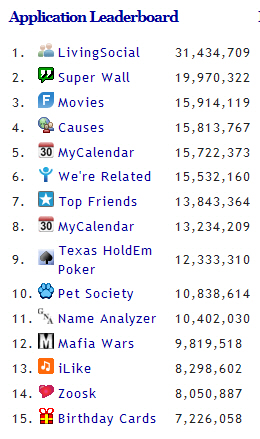 Application Leaderboard
1. LivingSocial 31,434,709
2. Super Wall 19,970,322
3. F Movies 15,914,119
4. Causes 15,813,767
5. 30 MyCalendar 15,722,373
6. We're Related 15,532,160
7. Top Friends 13,843,364
8. 30 MyCalendar 13,234,209
9. Texas HoldEm
Poker 12,333,310
10. Pet Society 10,838,614
11. Name Analyzer 10,402,030
12. M Mafia Wars 9,819,518
13. iLike 8,298,602
14. Zoosk 8,050,887
15. Birthday Cards 7,226,058